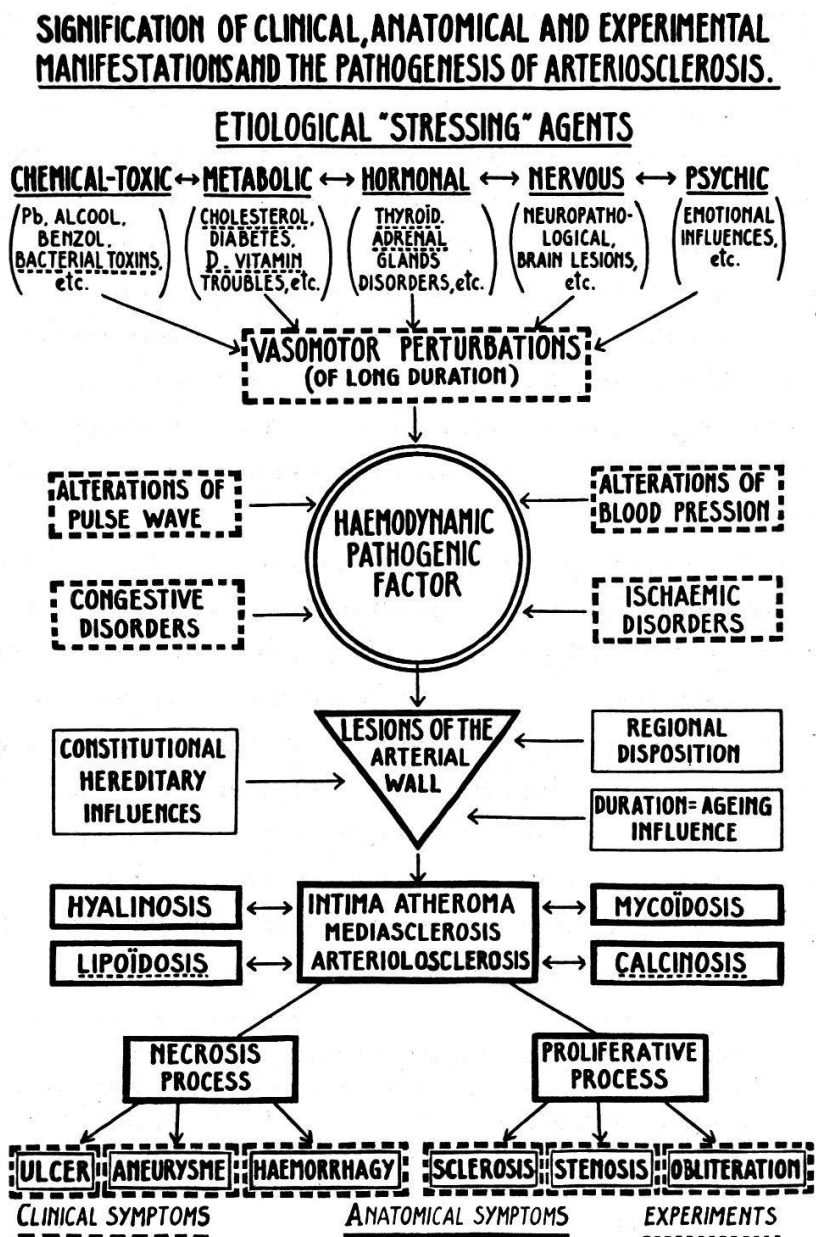 SIGNIFICATION OF CLINICAL, ANATOMICAL AND EXPERIMENTAL
MANIFESTATIONS AND THE PATHOGENESIS OF ARTERIOSCLEROSIS.
ETIOLOGICAL "STRESSING" AGENTS
CHEMICAL-TOXIC ↔ METABOLIC ↔ HORMONAL ↔ NERVOUS ↔ PSYCHIC
(Pb, ALCOOL,
BENZOL,
BACTERIAL TOXINS,
etc.)
(CHOLESTEROL,
DIABETES,
D_ VITAMIN
TROUBLES, etc.)
(THYROÏD.
ADRENAL
GLANDS
DISORDERS, etc.)
(NEUROPATHO-
LOGICAL,
BRAIN LESIONS,
etc.)
(EMOTIONAL
INFLUENCES,
etc.)
VASOMOTOR PERTURBATIONS
(OF LONG DURATION)
ALTERATIONS OF
PULSE WAVE
HAEMODYNAMIC
PATHOGENIC
FACTOR
ALTERATIONS OF
BLOOD PRESSION
CONGESTIVE
DISORDERS
ISCHAEMIC
DISORDERS
CONSTITUTIONAL
HEREDITARY
INFLUENCES
LESIONS OF THE
ARTERIAL
WALL
REGIONAL
DISPOSITION
DURATION = AGEING
INFLUENCE
HYALINOSIS
LIPOÏDOSIS
INTIMA ATHEROMA
MEDIASCLEROSIS
ARTERIOLOSCLEROSIS
MYCOÏDOSIS
CALCINOSIS
NECROSIS
PROCESS
PROLIFERATIVE
PROCESS
ULCER ANEURYSME HAEMORRHAGY SCLEROSIS STENOSIS OBLITERATION
CLINICAL SYMPTOMS ANATOMICAL SYMPTOMS EXPERIMENTS